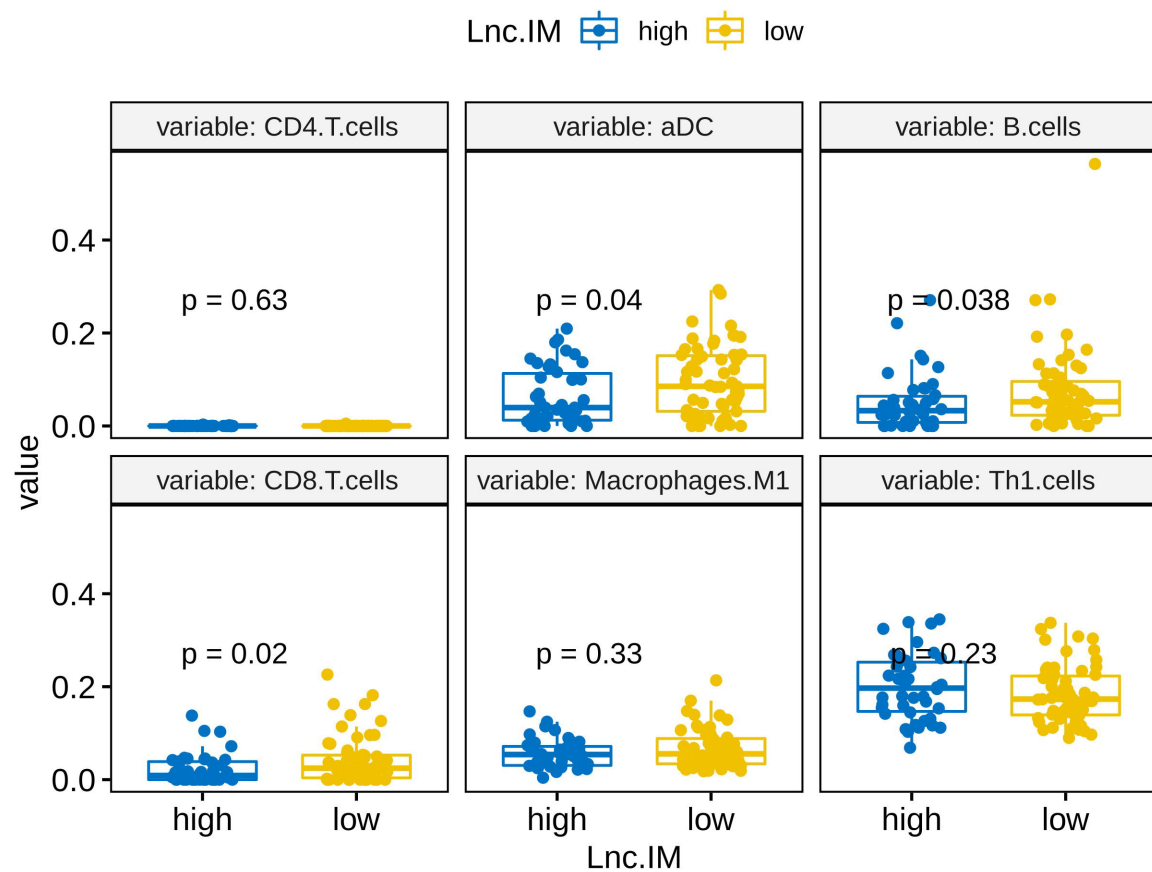 Lnc.IM high low
variable: CD4.T.cells variable: aDC variable: B.cells
0.4
p = 0.63 p = 0.04 p = 0.038
0.2
0.0
value
variable: CD8.T.cells variable: Macrophages.M1 variable: Th1.cells
0.4
p = 0.02 p = 0.33 p = 0.23
0.2
0.0
high low high low high low
Lnc.IM